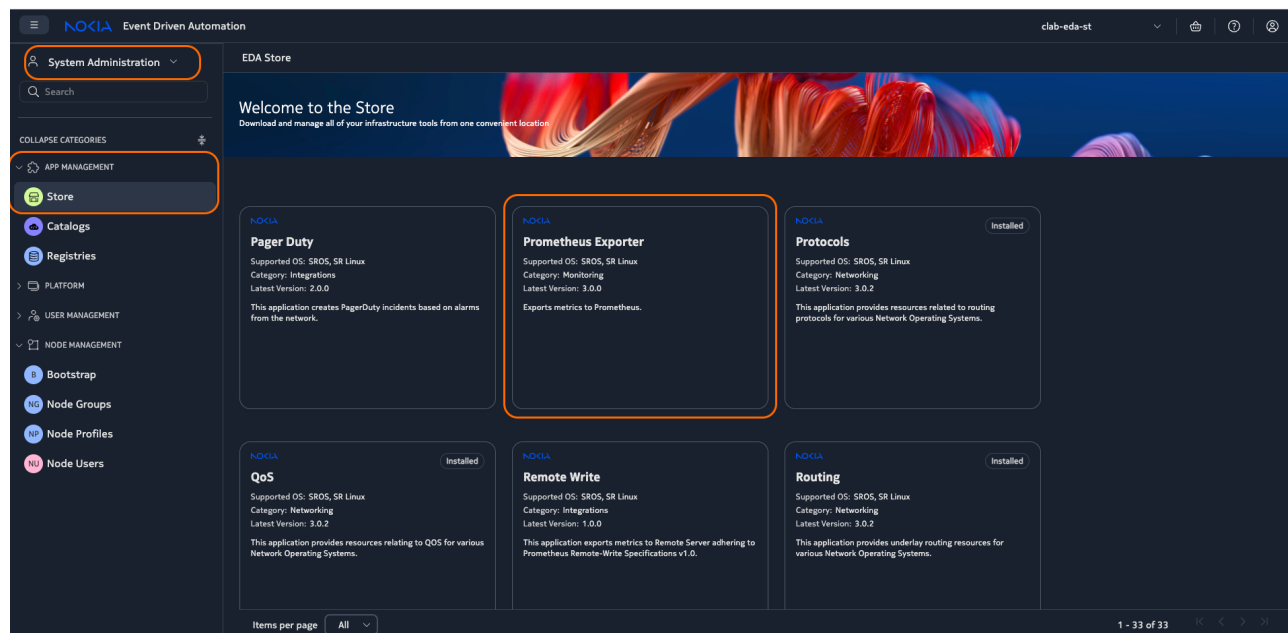 NOKIA Event Driven Automation
clab-eda-st
System Administration
Search
COLLAPSE CATEGORIES
APP MANAGEMENT
Store
Catalogs
Registries
PLATFORM
USER MANAGEMENT
NODE MANAGEMENT
B Bootstrap
NG Node Groups
NP Node Profiles
NU Node Users
EDA Store
Welcome to the Store
Download and manage all of your infrastructure tools from one convenient location
NOKIA
Pager Duty
Supported OS: SROS, SR Linux
Category: Integrations
Latest Version: 2.0.0
This application creates PagerDuty incidents based on alarms
from the network.
NOKIA
Prometheus Exporter
Supported OS: SROS, SR Linux
Category: Monitoring
Latest Version: 3.0.0
Exports metrics to Prometheus.
NOKIA
Installed
Protocols
Supported OS: SROS, SR Linux
Category: Networking
Latest Version: 3.0.2
This application provides resources related to routing
protocols for various Network Operating Systems.
NOKIA
Installed
QoS
Supported OS: SROS, SR Linux
Category: Networking
Latest Version: 3.0.2
This application provides resources relating to QOS for various
Network Operating Systems.
NOKIA
Remote Write
Supported OS: SROS, SR Linux
Category: Integrations
Latest Version: 1.0.0
This application exports metrics to Remote Server adhering to
Prometheus Remote-Write Specifications v1.0.
NOKIA
Installed
Routing
Supported OS: SROS, SR Linux
Category: Networking
Latest Version: 3.0.2
This application provides underlay routing resources for
various Network Operating Systems.
Items per page All
1 - 33 of 33